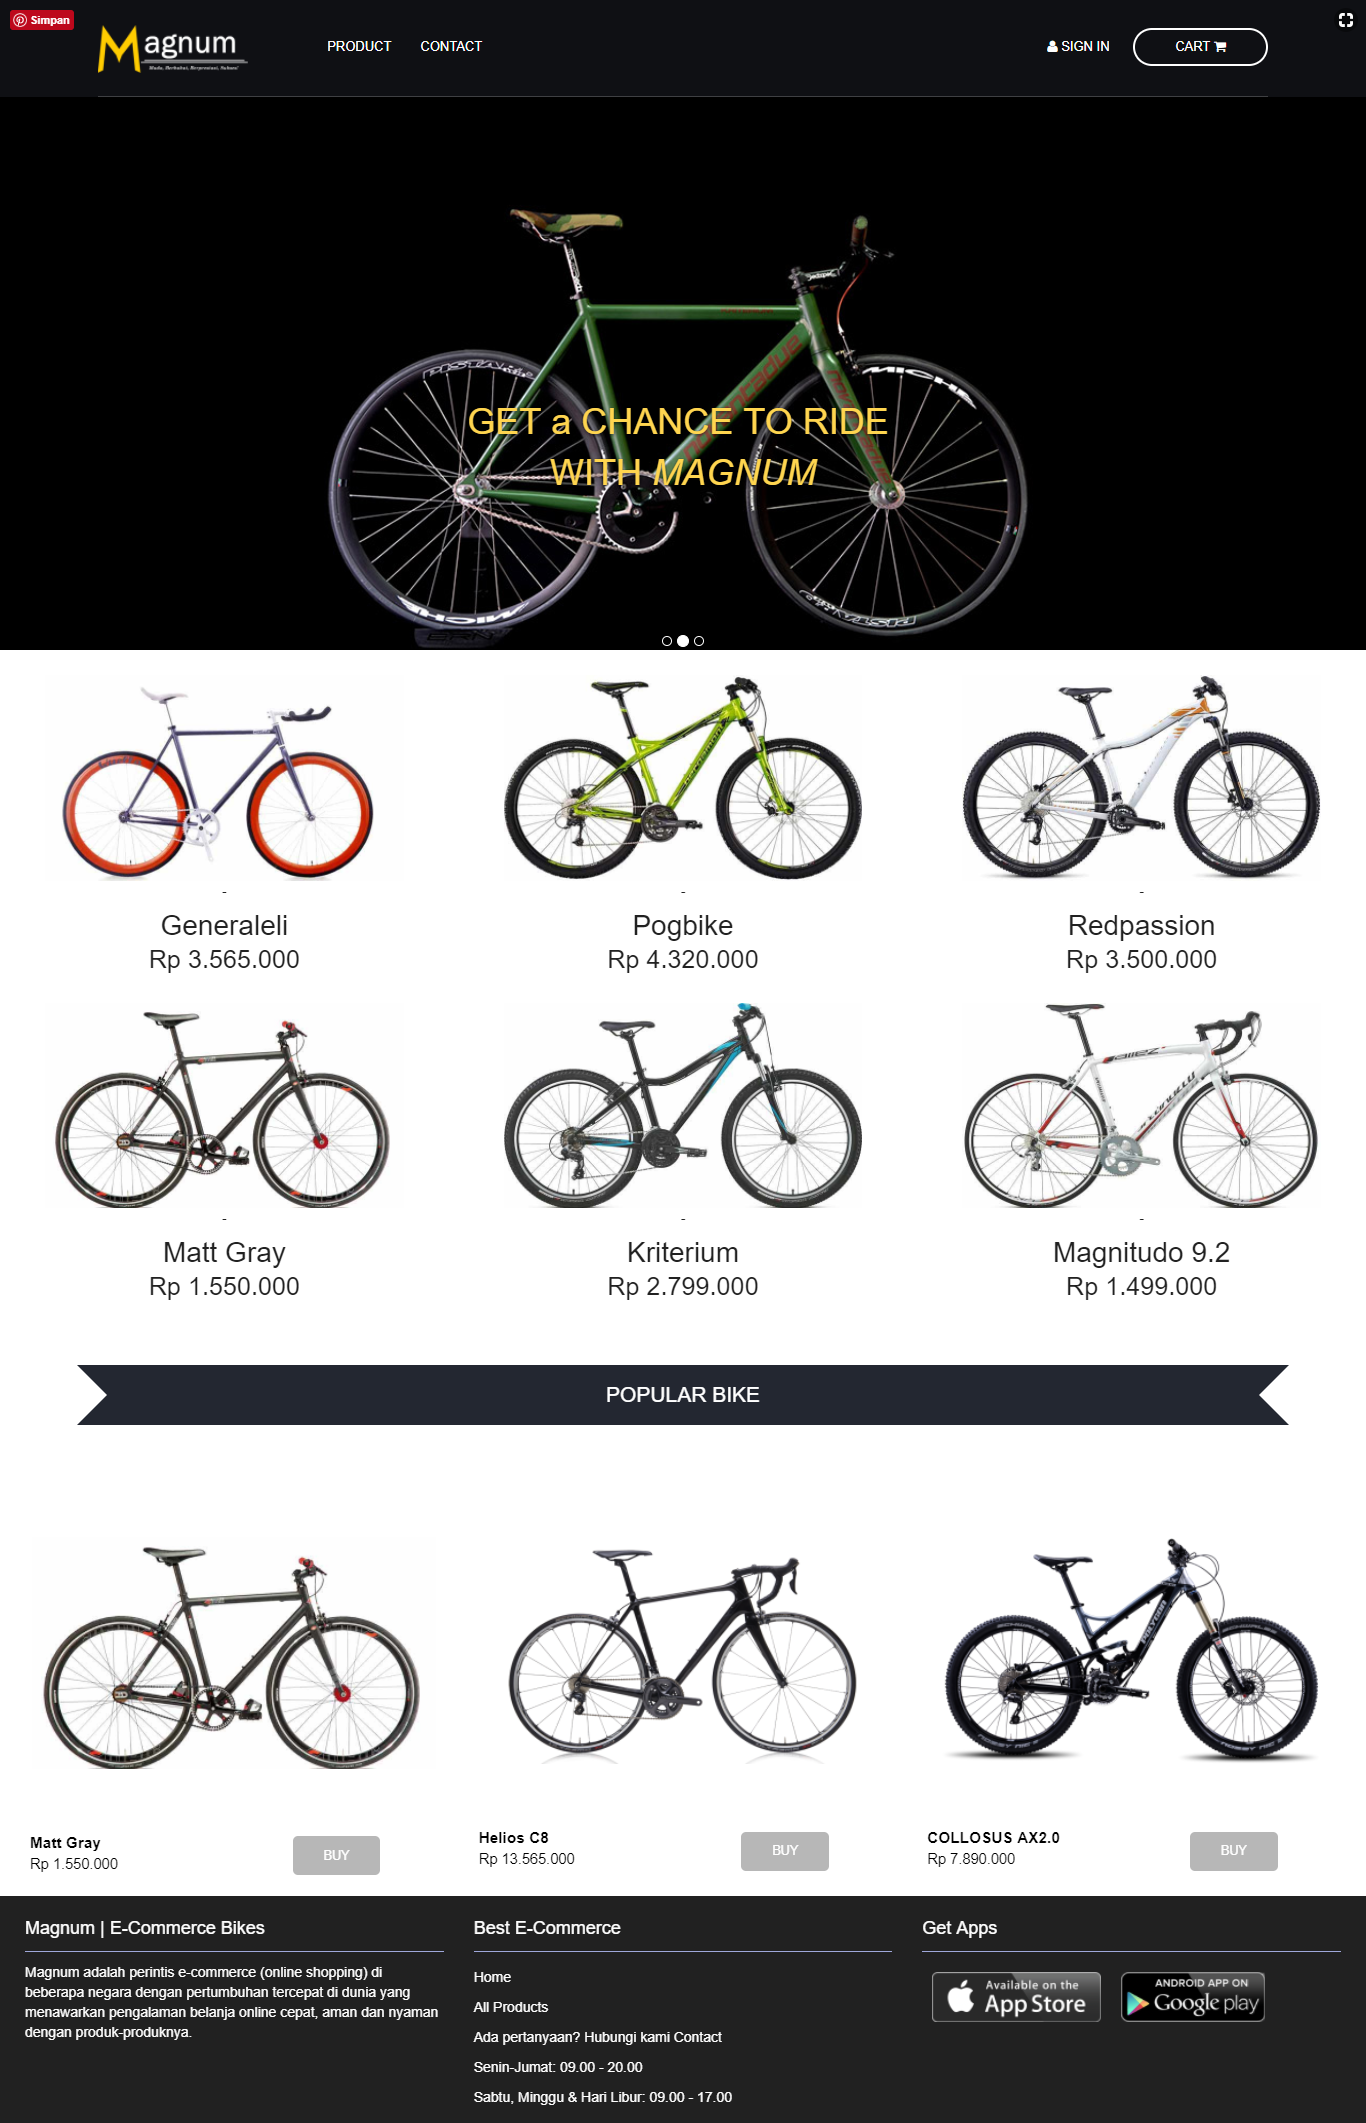 Simpan
Magnum
PRODUCT
CONTACT
SIGN IN
CART
PISTARD
MICHE
GET a CHANCE TO RIDE
WITH MAGNUM
MICHE
PISTARD
-
-
-
Generaleli
Pogbike
Redpassion
Rp 3.565.000
Rp 4.320.000
Rp 3.500.000
-
-
-
Matt Gray
Kriterium
Magnitudo 9.2
Rp 1.550.000
Rp 2.799.000
Rp 1.499.000
POPULAR BIKE
Matt Gray
Rp 1.550.000
BUY
Helios C8
Rp 13.565.000
BUY
COLLOSUS AX2.0
Rp 7.890.000
BUY
Magnum | E-Commerce Bikes
Magnum adalah perintis e-commerce (online shopping) di
beberapa negara dengan pertumbuhan tercepat di dunia yang
menawarkan pengalaman belanja online cepat, aman dan nyaman
dengan produk-produknya.
Best E-Commerce
Home
All Products
Ada pertanyaan? Hubungi kami Contact
Senin-Jumat: 09.00 - 20.00
Sabtu, Minggu & Hari Libur: 09.00 - 17.00
Get Apps
Available on the
App Store
ANDROID APP ON
Google play